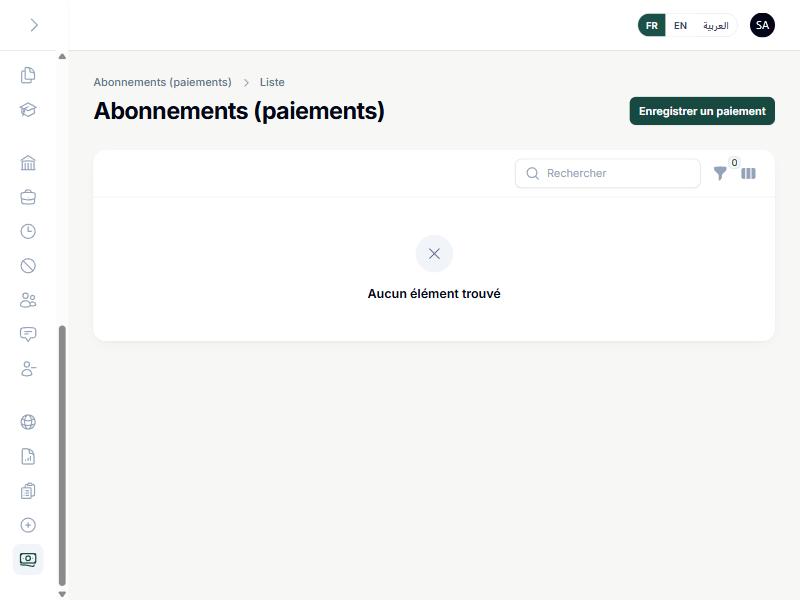 FR EN العربية SA
Abonnements (paiements) Liste
Abonnements (paiements)
Enregistrer un paiement
Rechercher
0
Aucun élément trouvé